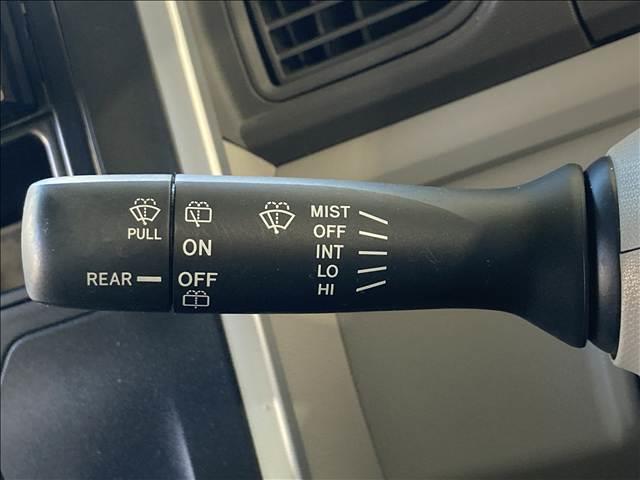 PULL
REAR
ON
OFF
MIST
OFF
INT
LO
HI